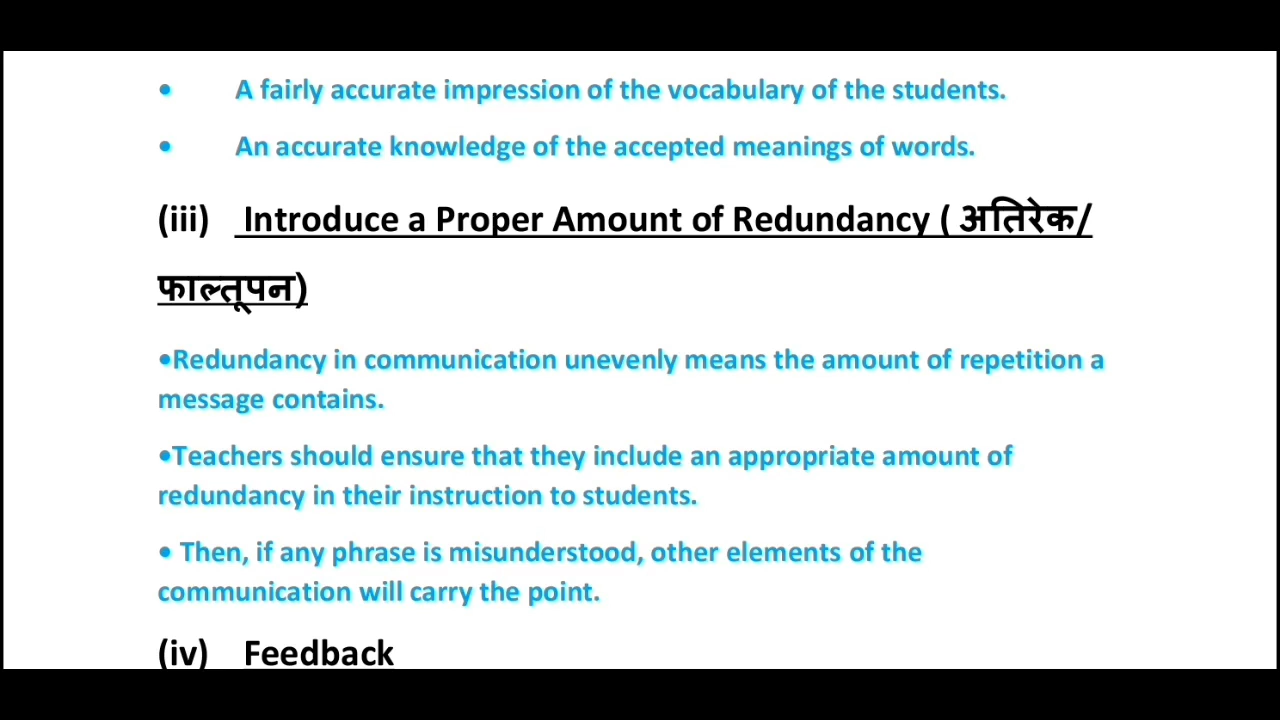 • A fairly accurate impression of the vocabulary of the students.
• An accurate knowledge of the accepted meanings of words.
(iii) Introduce a Proper Amount of Redundancy ( अतिरेक/
फाल्तूपन)
•Redundancy in communication unevenly means the amount of repetition a
message contains.
•Teachers should ensure that they include an appropriate amount of
redundancy in their instruction to students.
• Then, if any phrase is misunderstood, other elements of the
communication will carry the point.
(iv) Feedback